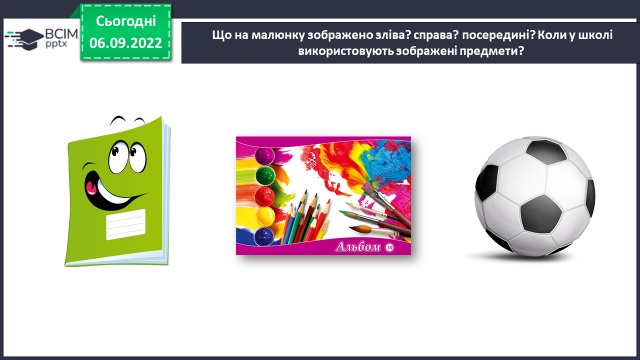 Сьогодні
06.09.2022
ВСІМ
pptx
Що на малюнку зображено зліва? справа? посередині? Коли у школі
використовують зображені предмети?
Альбом